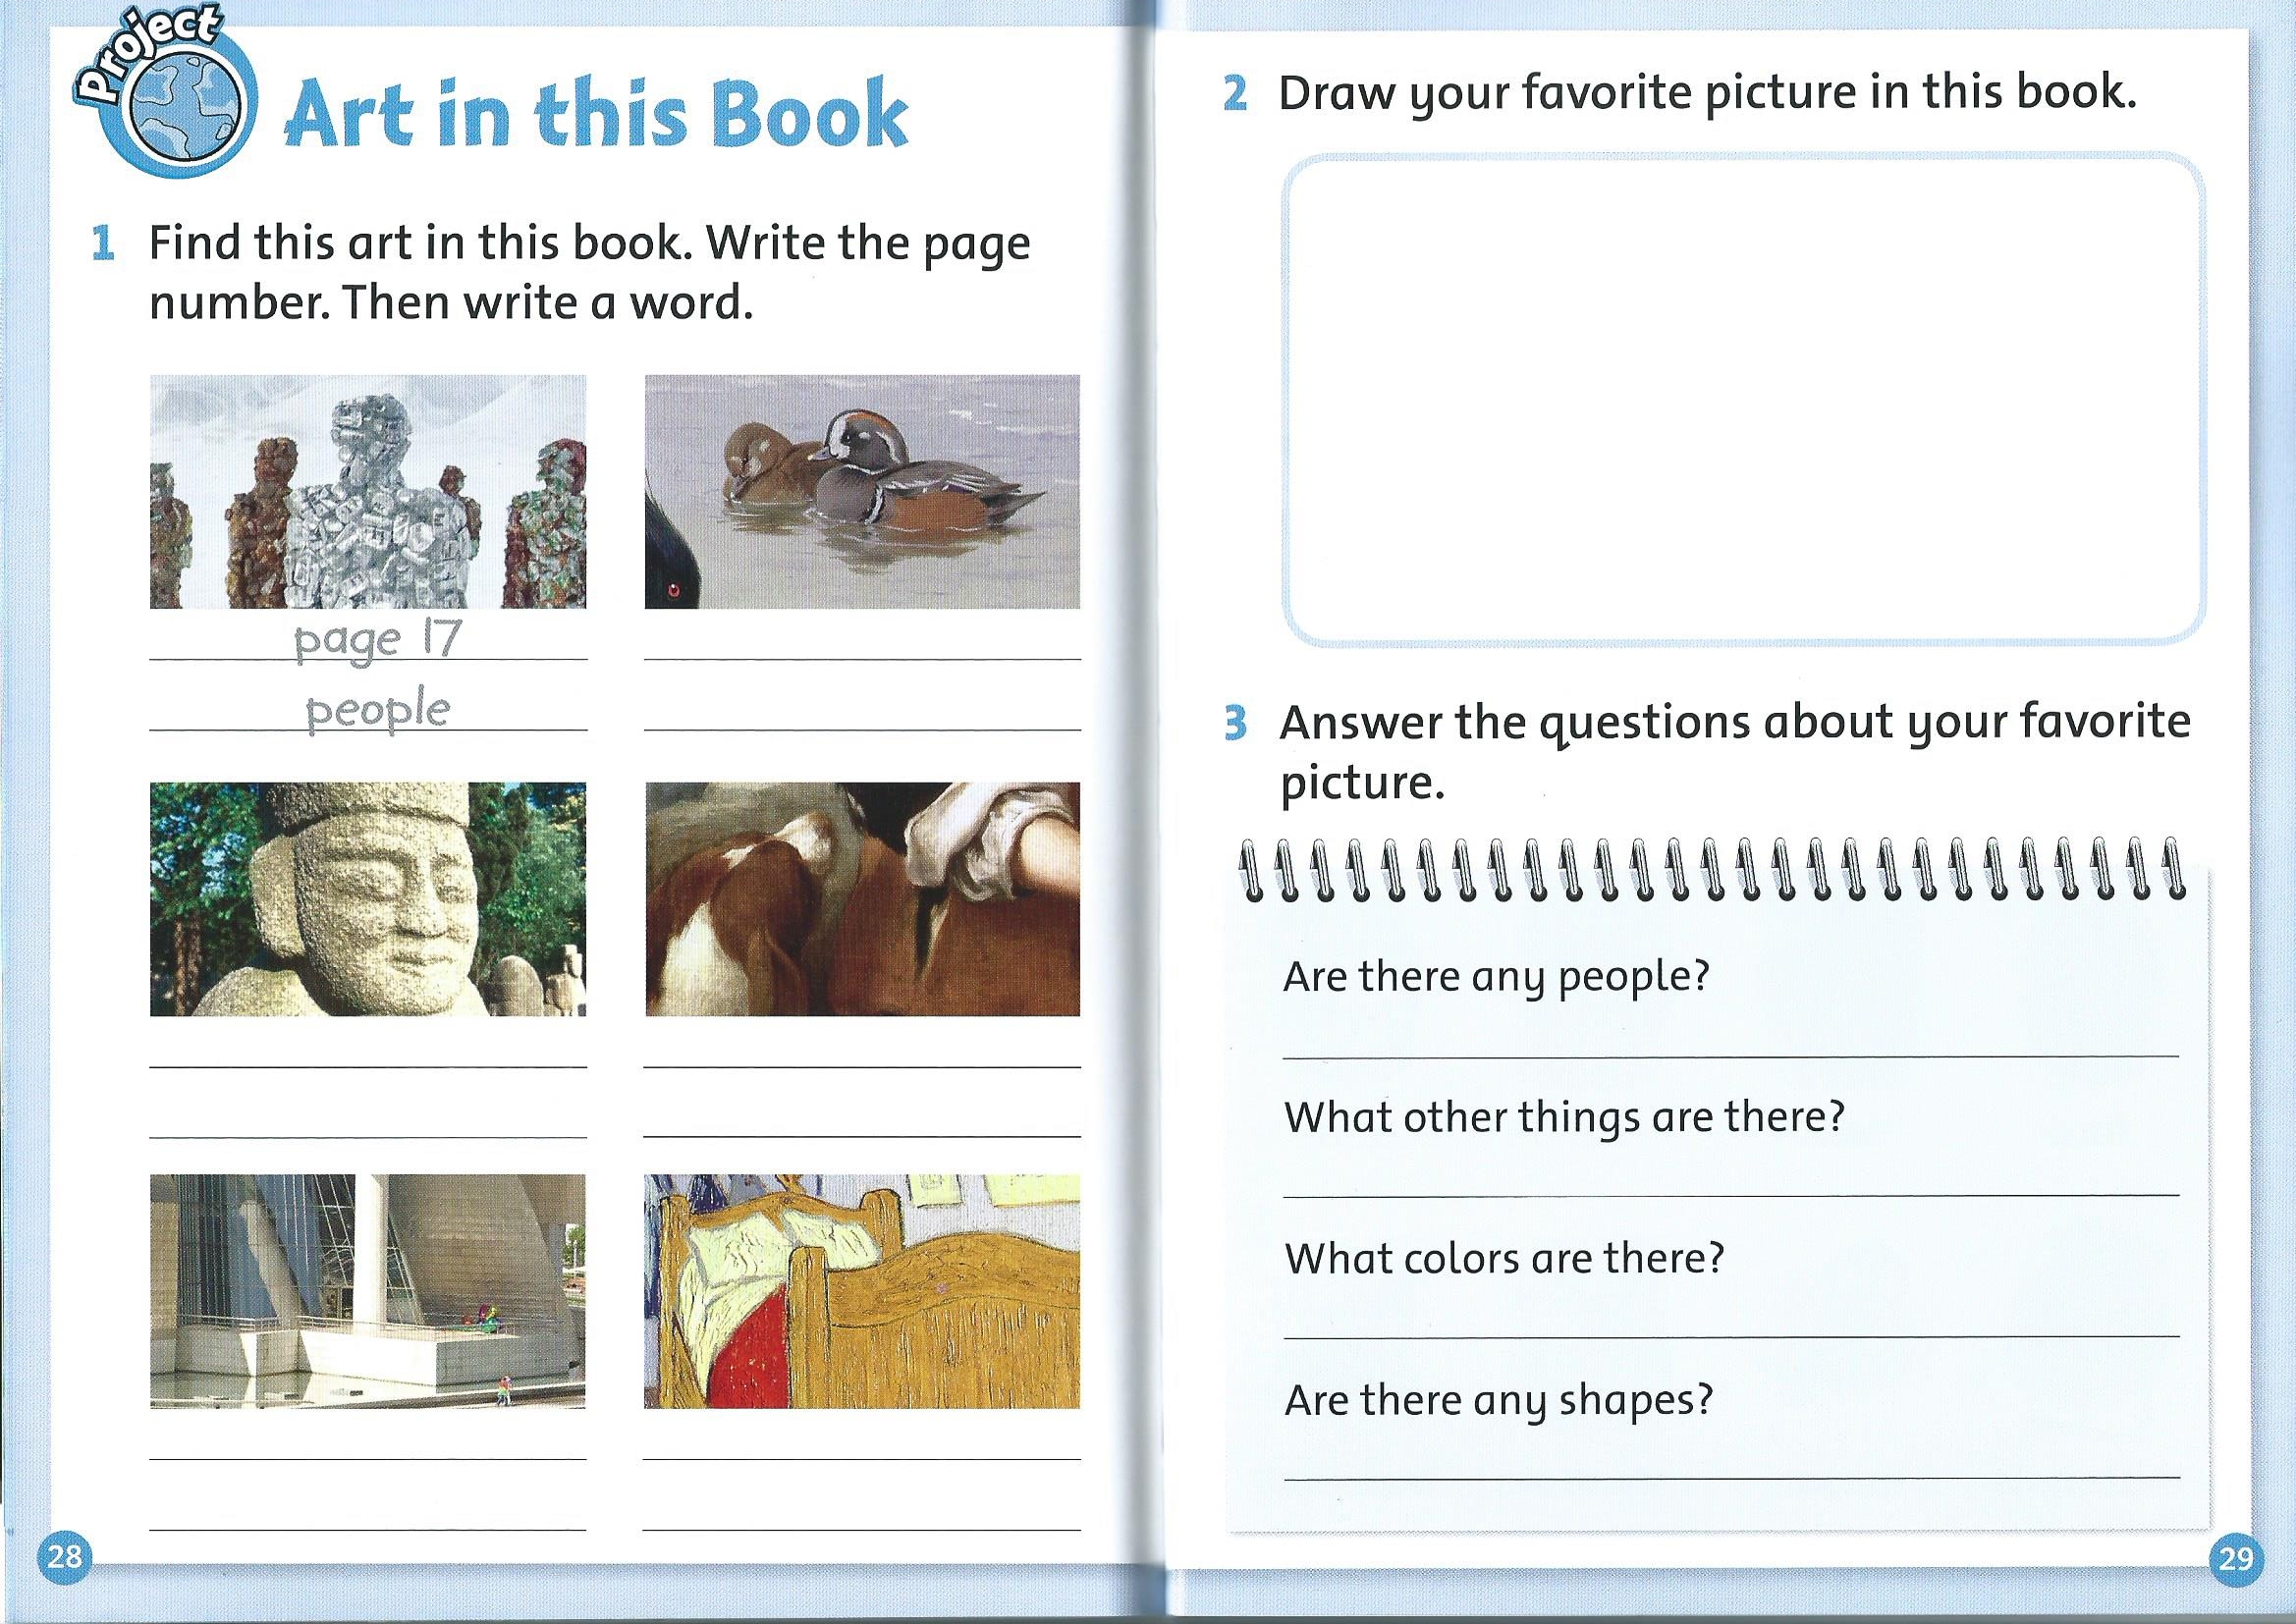 Project
Art in this Book
1 Find this art in this book. Write the page
number. Then write a word.
page 17
people
28
2 Draw your favorite picture in this book.
3 Answer the questions about your favorite
picture.
Are there any people?
What other things are there?
What colors are there?
Are there any shapes?
29